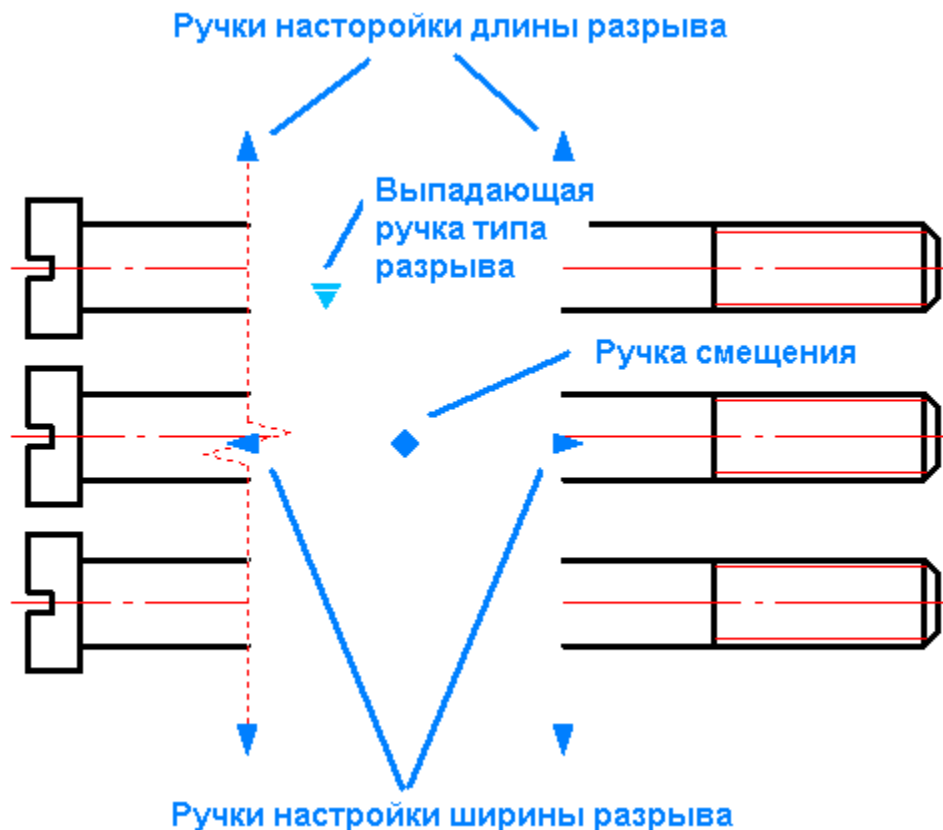 Ручки насторойки длины разрыва
Выпадающая
ручка типа
разрыва
Ручка смещения
Ручки настройки ширины разрыва